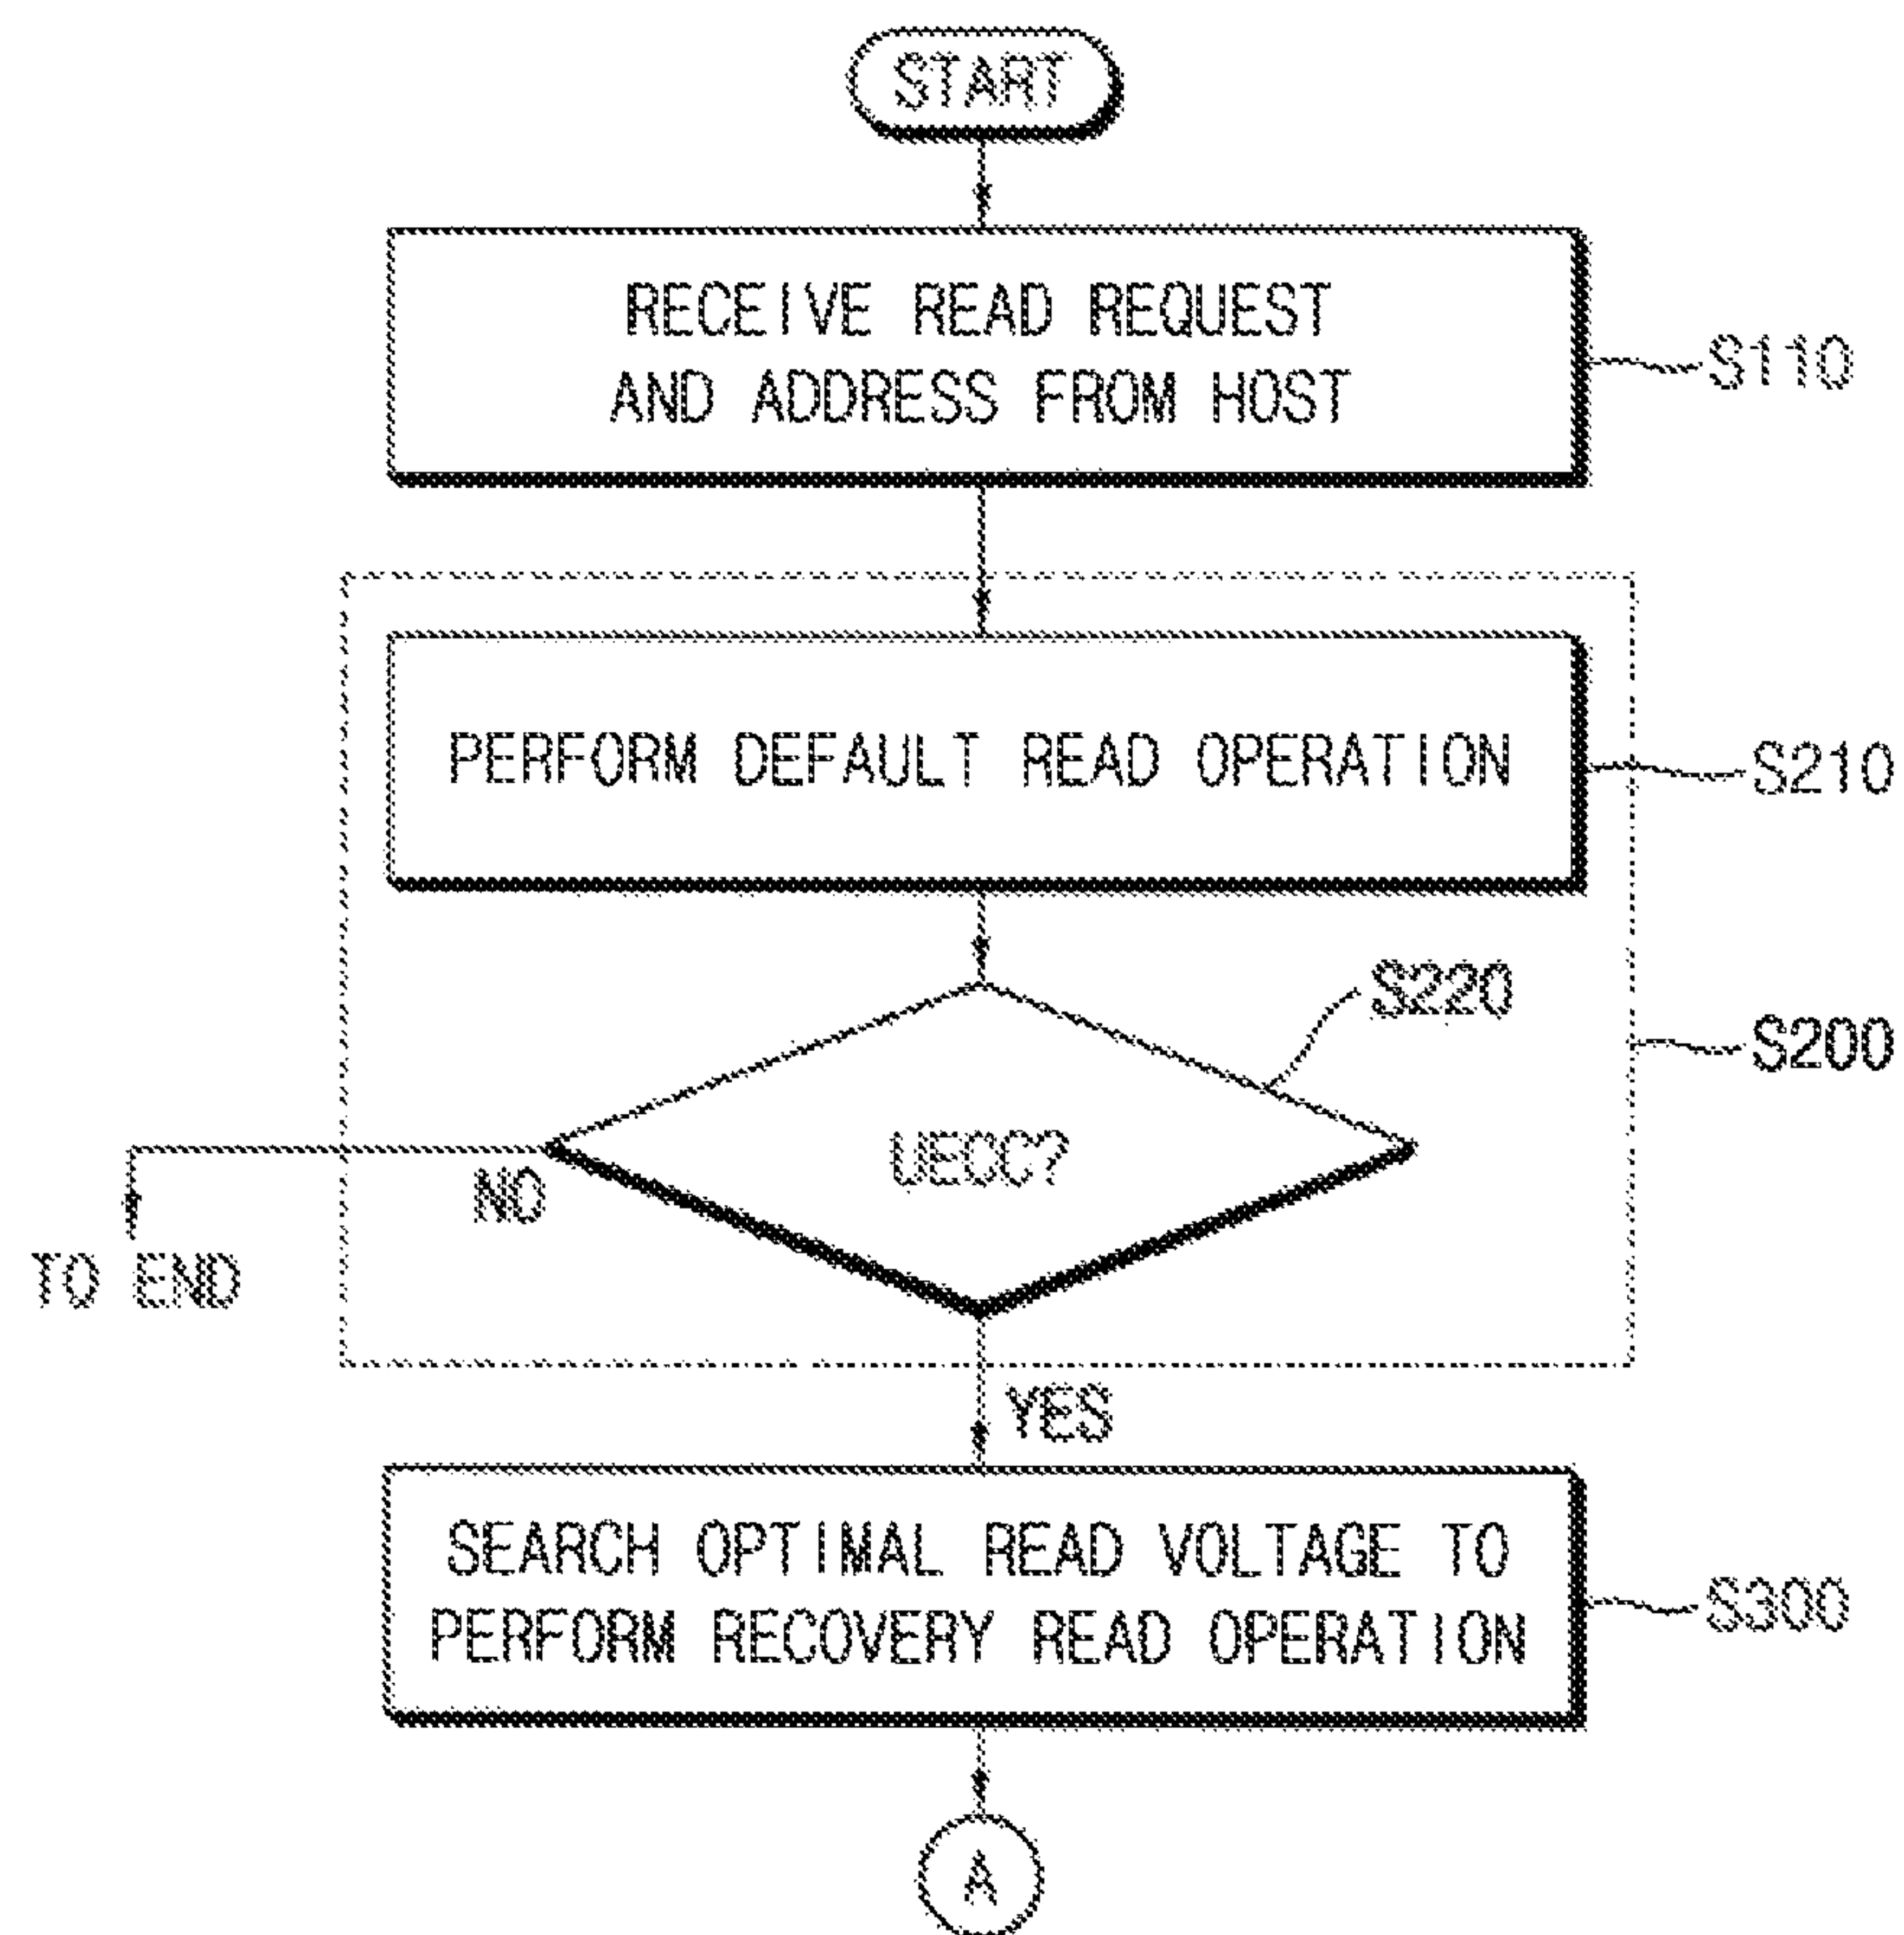 START
RECEIVE READ REQUEST
AND ADDRESS FROM HOST
S110
PERFORM DEFAULT READ OPERATION
S210
S220
S200
UECC?
NO
TO END
YES
SEARCH OPTIMAL READ VOLTAGE TO
PERFORM RECOVERY READ OPERATION
S300
A